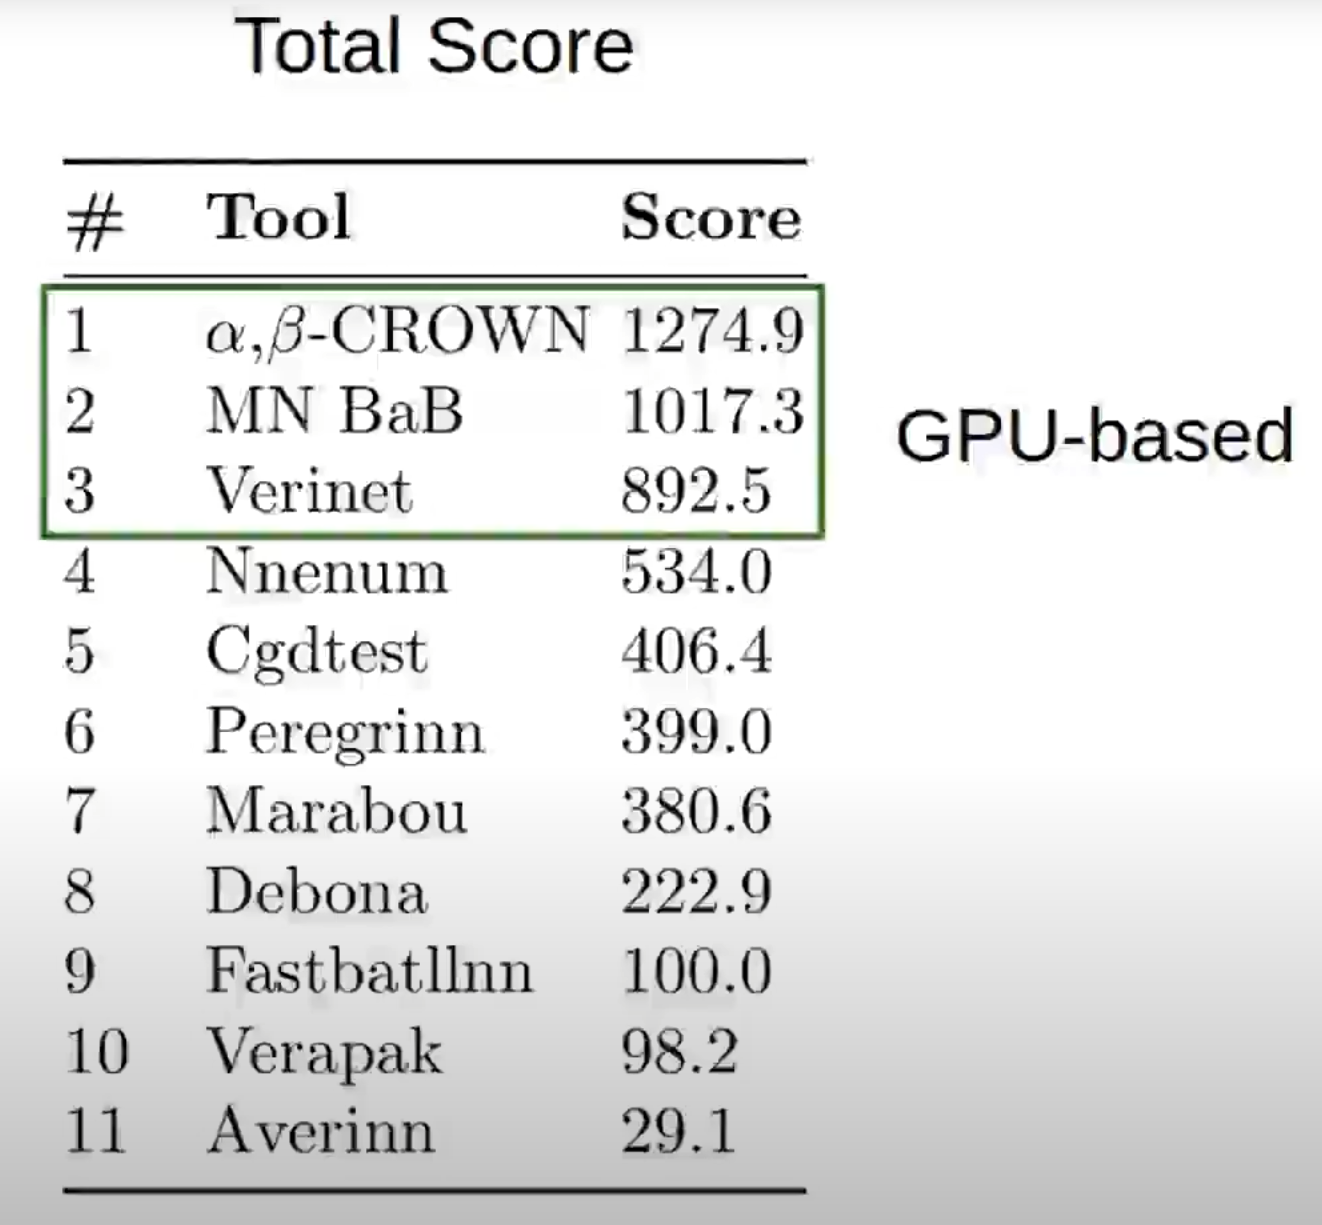 Total Score
# Tool Score
1 α,β-CROWN 1274.9
2 MN BaB 1017.3
3 Verinet 892.5
GPU-based
4 Nnenum 534.0
5 Cgdtest 406.4
6 Peregrinn 399.0
7 Marabou 380.6
8 Debona 222.9
9 Fastbatllnn 100.0
10 Verapak 98.2
11 Averinn 29.1